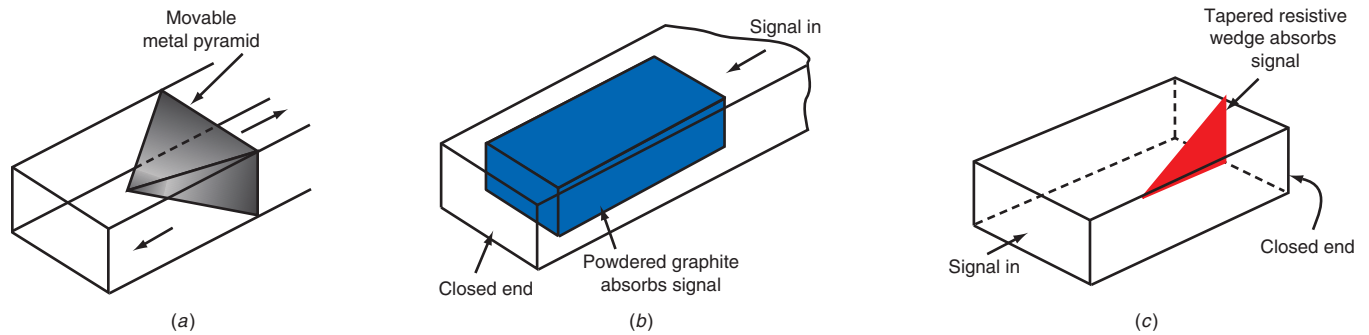 Movable
metal pyramid
(a)
Signal in
Closed end
Powdered graphite
absorbs signal
(b)
Tapered resistive
wedge absorbs
signal
Signal in
Closed end
(c)